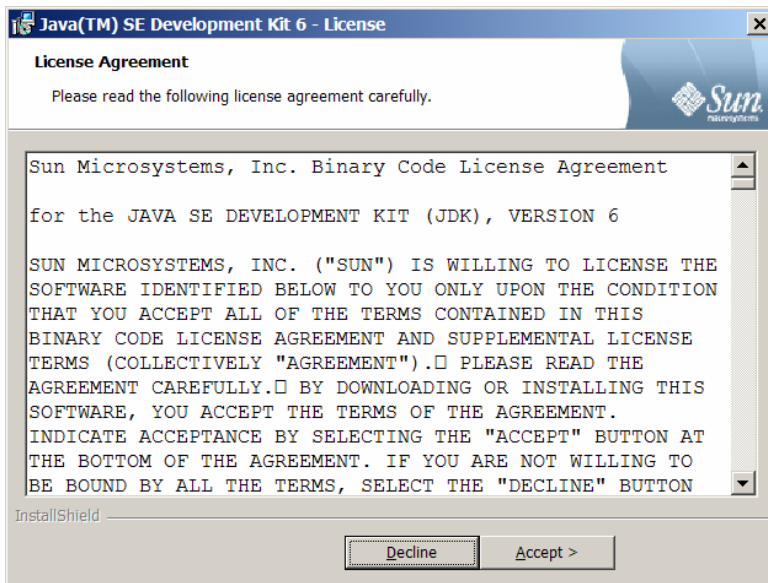 Java(TM) SE Development Kit 6 - License
License Agreement
Please read the following license agreement carefully.
Sun
microsystems
Sun Microsystems, Inc. Binary Code License Agreement
for the JAVA SE DEVELOPMENT KIT (JDK), VERSION 6
SUN MICROSYSTEMS, INC. ("SUN") IS WILLING TO LICENSE THE
SOFTWARE IDENTIFIED BELOW TO YOU ONLY UPON THE CONDITION
THAT YOU ACCEPT ALL OF THE TERMS CONTAINED IN THIS
BINARY CODE LICENSE AGREEMENT AND SUPPLEMENTAL LICENSE
TERMS (COLLECTIVELY "AGREEMENT").□ PLEASE READ THE
AGREEMENT CAREFULLY.□ BY DOWNLOADING OR INSTALLING THIS
SOFTWARE, YOU ACCEPT THE TERMS OF THE AGREEMENT.
INDICATE ACCEPTANCE BY SELECTING THE "ACCEPT" BUTTON AT
THE BOTTOM OF THE AGREEMENT. IF YOU ARE NOT WILLING TO
BE BOUND BY ALL THE TERMS, SELECT THE "DECLINE" BUTTON
InstallShield
Decline
Accept >